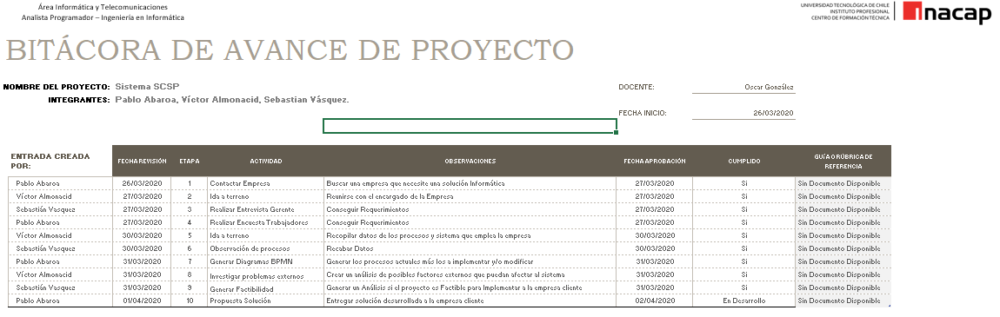 Área Informática y Telecomunicaciones
Analista Programador – Ingeniería en Informática
UNIVERSIDAD TECNOLÓGICA DE CHILE
INSTITUTO PROFESIONAL
CENTRO DE FORMACIÓN TÉCNICA
inacap
BITÁCORA DE AVANCE DE PROYECTO
NOMBRE DEL PROYECTO: Sistema SCSP
INTEGRANTES: Pablo Abaroa, Víctor Almonacid, Sebastian Vásquez.
DOCENTE: Oscar González
FECHA INICIO: 26/03/2020
ENTRADA CREADA POR: FECHA REVISIÓN ETAPA ACTIVIDAD OBSERVACIONES FECHA APROBACIÓN CUMPLIDO GUÍA O RÚBRICA DE REFERENCIA
Pablo Abaroa 26/03/2020 1 Contactar Empresa Buscar una empresa que necesite una solución Informática 27/03/2020 Si Sin Documento Disponible
Víctor Almonacid 27/03/2020 2 Ida a terreno Reunirse con el encargado de la Empresa 27/03/2020 Si Sin Documento Disponible
Sebastián Vasquez 27/03/2020 3 Realizar Entrevista Gerente Conseguir Requerimientos 27/03/2020 Si Sin Documento Disponible
Pablo Abaroa 27/03/2020 4 Realizar Encuesta Trabajadores Conseguir Requerimientos 27/03/2020 Si Sin Documento Disponible
Víctor Almonacid 30/03/2020 5 Ida a terreno Recopilar datos de los procesos y sistema que emplea la empresa 30/03/2020 Si Sin Documento Disponible
Sebastián Vasquez 30/03/2020 6 Observación de procesos Recabar Datos 30/03/2020 Si Sin Documento Disponible
Pablo Abaroa 31/03/2020 7 Generar Diagramas BPMN Generar los procesos actuales más los a implementar y/o modificar 31/03/2020 Si Sin Documento Disponible
Víctor Almonacid 31/03/2020 8 Investigar problemas externos Crear un análisis de posibles factores externos que puedan afectar al sistema 31/03/2020 Si Sin Documento Disponible
Sebastián Vasquez 31/03/2020 9 Generar Factibilidad Generar un Análisis si el proyecto es Factible para Implementar a la empresa cliente 31/03/2020 Si Sin Documento Disponible
Pablo Abaroa 01/04/2020 10 Propuesta Solución Entregar solución desarrollada a la empresa cliente 02/04/2020 En Desarrollo Sin Documento Disponible